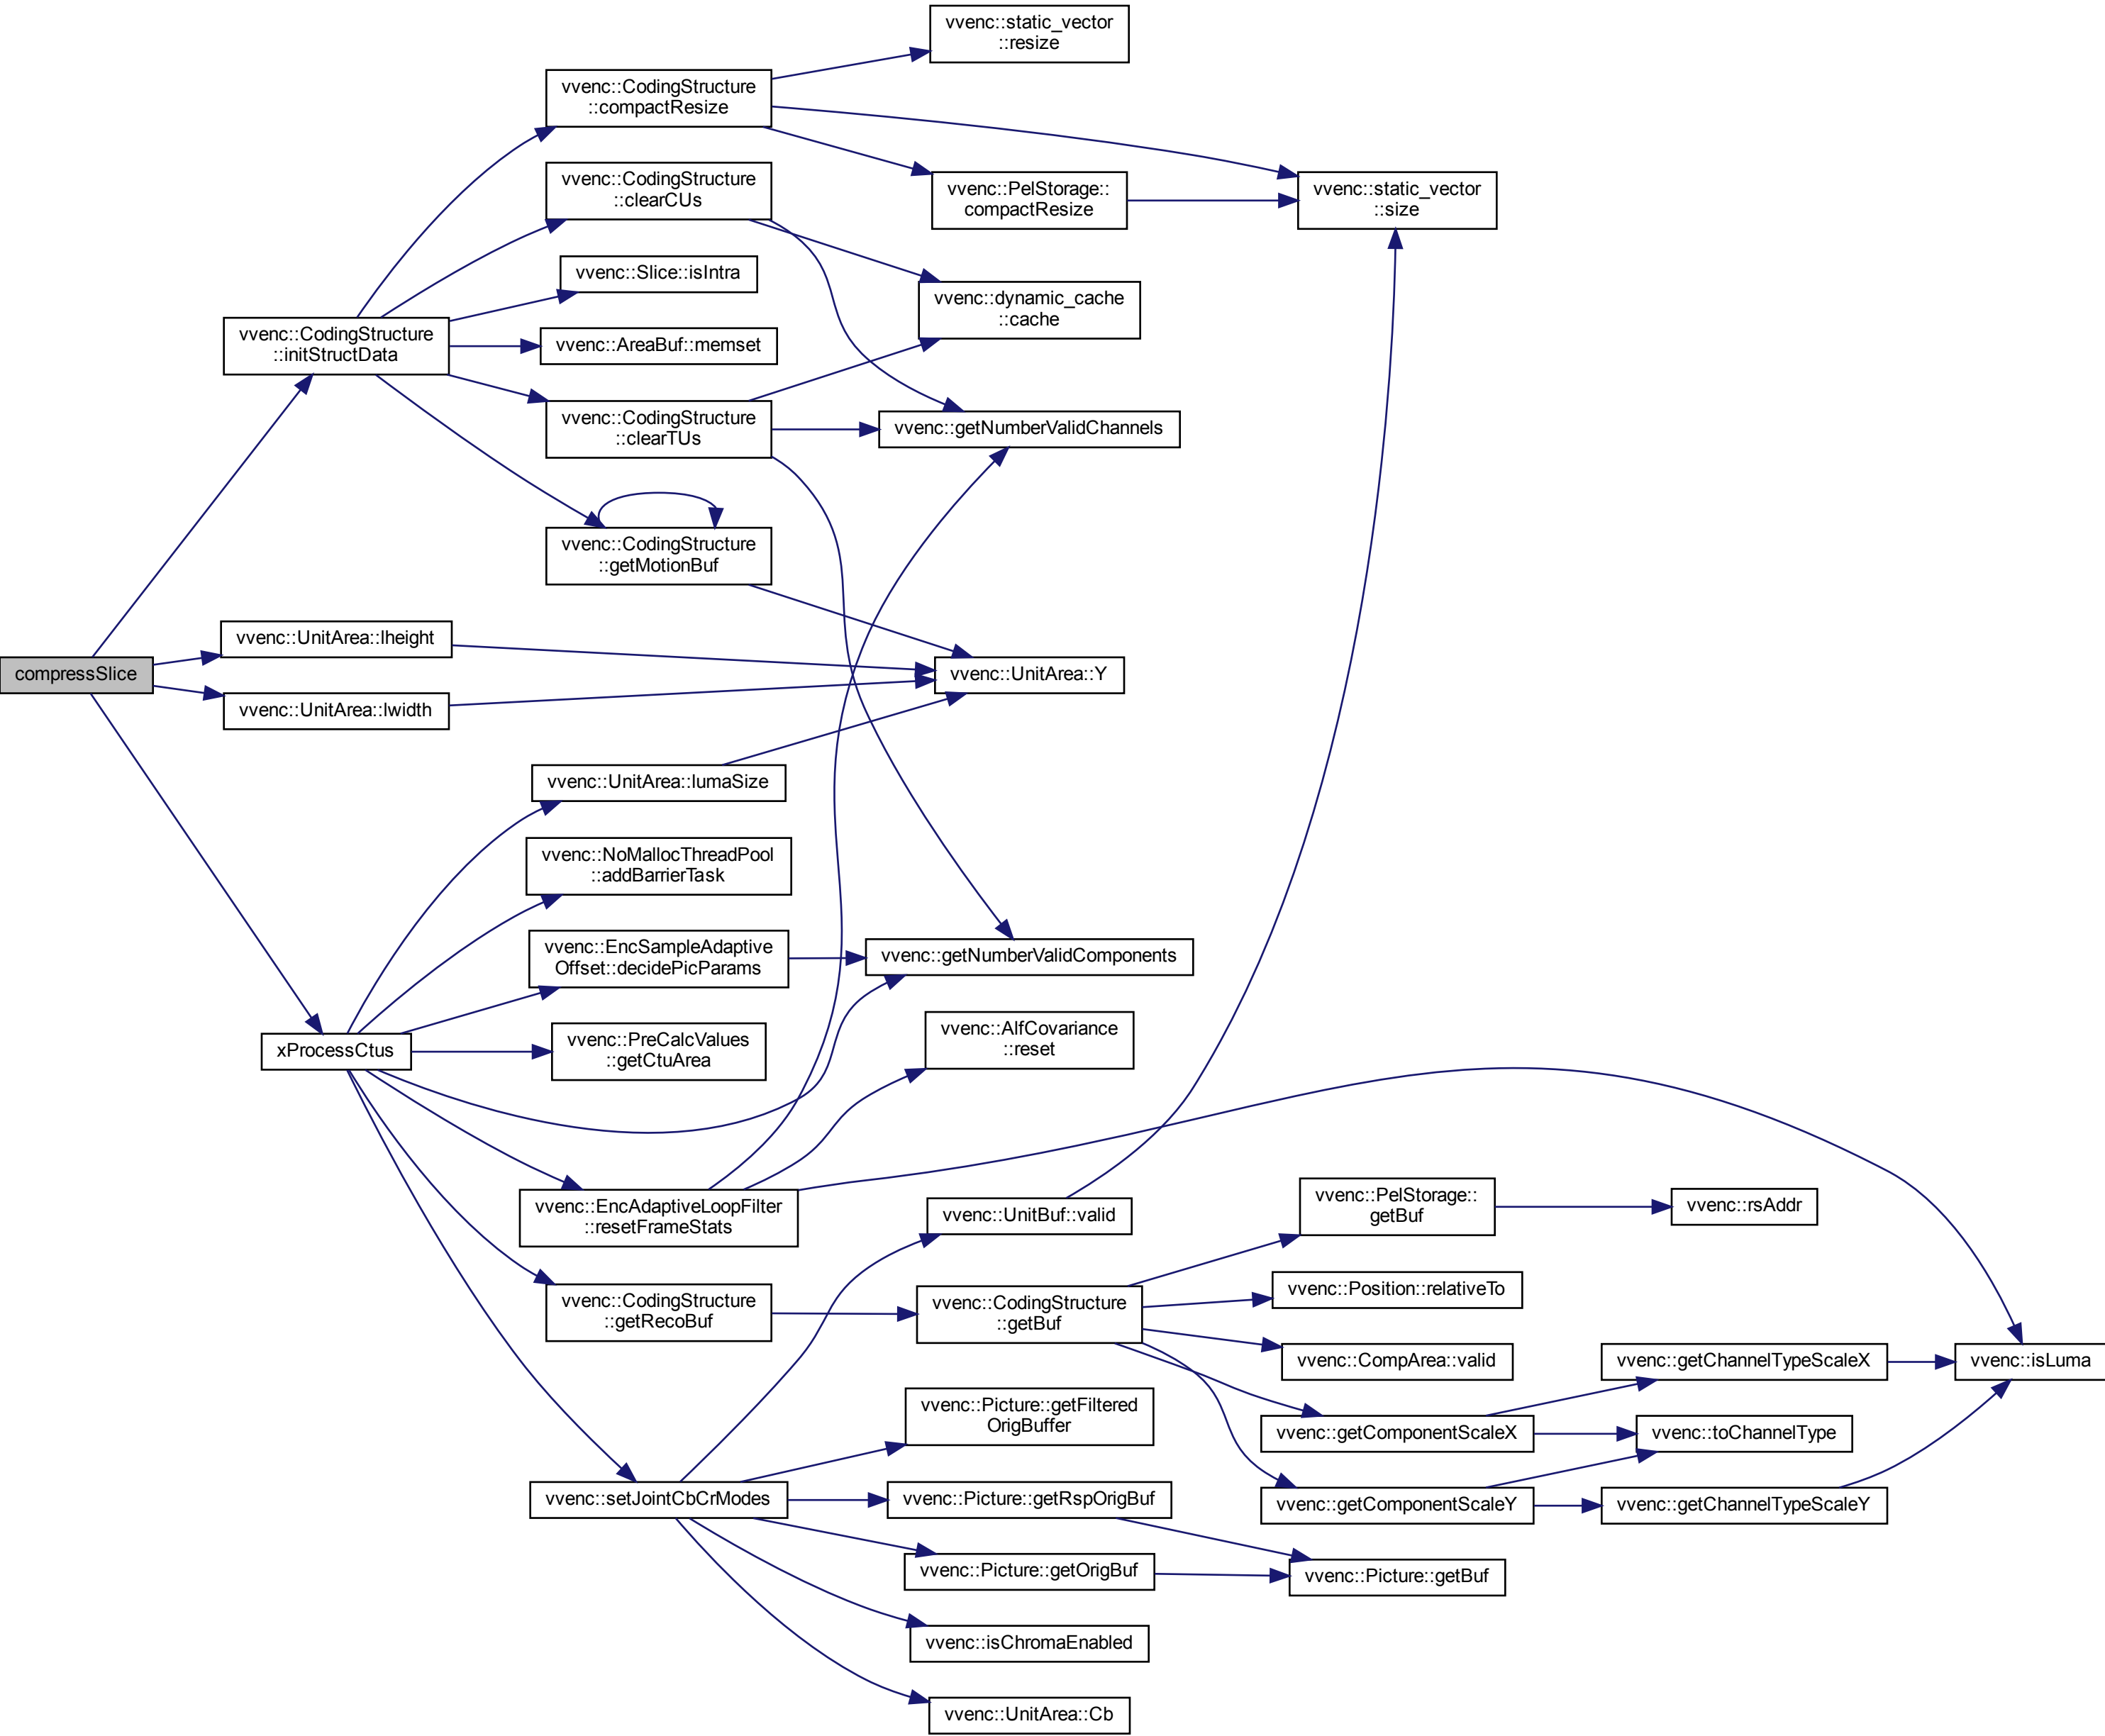 compressSlice
vvenc::CodingStructure
::initStructData
vvenc::UnitArea::lheight
vvenc::UnitArea::lwidth
xProcessCtus
vvenc::CodingStructure
::compactResize
vvenc::CodingStructure
::clearCUs
vvenc::Slice::isIntra
vvenc::AreaBuf::memset
vvenc::CodingStructure
::clearTUs
vvenc::CodingStructure
::getMotionBuf
vvenc::UnitArea::lumaSize
vvenc::NoMallocThreadPool
::addBarrierTask
vvenc::EncSampleAdaptive
Offset::decidePicParams
vvenc::PreCalcValues
::getCtuArea
vvenc::EncAdaptiveLoopFilter
::resetFrameStats
vvenc::CodingStructure
::getRecoBuf
vvenc::setJointCbCrModes
vvenc::static_vector
::resize
vvenc::PelStorage::
compactResize
vvenc::dynamic_cache
::cache
vvenc::getNumberValidChannels
vvenc::UnitArea::Y
vvenc::getNumberValidComponents
vvenc::AlfCovariance
::reset
vvenc::UnitBuf::valid
vvenc::CodingStructure
::getBuf
vvenc::Picture::getFiltered
OrigBuffer
vvenc::Picture::getRspOrigBuf
vvenc::Picture::getOrigBuf
vvenc::isChromaEnabled
vvenc::UnitArea::Cb
vvenc::static_vector
::size
vvenc::PelStorage::
getBuf
vvenc::Position::relativeTo
vvenc::CompArea::valid
vvenc::getComponentScaleX
vvenc::getComponentScaleY
vvenc::Picture::getBuf
vvenc::rsAddr
vvenc::getChannelTypeScaleX
vvenc::toChannelType
vvenc::getChannelTypeScaleY
vvenc::isLuma